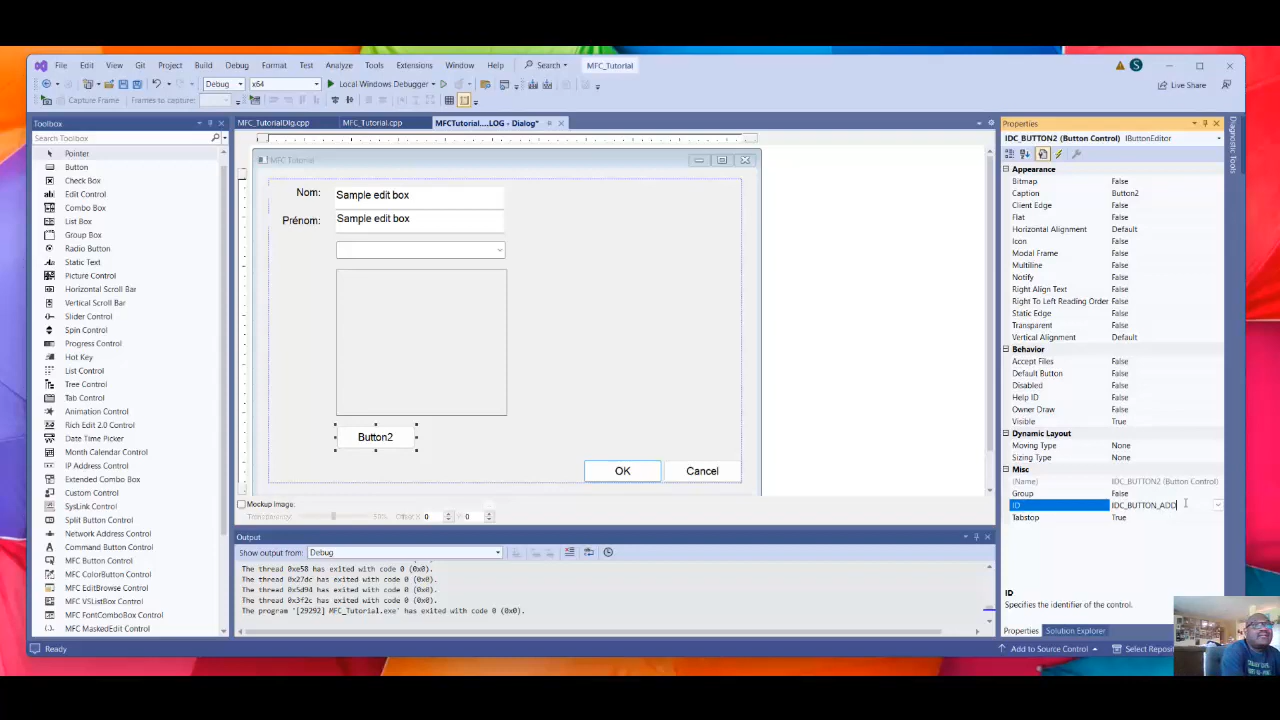 File Edit View Git Project Build Debug Format Test Analyze Tools Extensions Window Help Search MFC_Tutorial S
Debug x64 Local Windows Debugger Live Share
Capture Frame Frames to capture:
Toolbox
Search Toolbox
Pointer
Button
Check Box
Edit Control
Combo Box
List Box
Group Box
Radio Button
Static Text
Picture Control
Horizontal Scroll Bar
Vertical Scroll Bar
Slider Control
Spin Control
Progress Control
Hot Key
List Control
Tree Control
Tab Control
Animation Control
Rich Edit 2.0 Control
Date Time Picker
Month Calendar Control
IP Address Control
Extended Combo Box
Custom Control
SysLink Control
Split Button Control
Network Address Control
Command Button Control
MFC Button Control
MFC ColorButton Control
MFC EditBrowse Control
MFC VSListBox Control
MFC FontComboBox Control
MFC MaskedEdit Control
MFC_TutorialDlg.cpp MFC_Tutorial.cpp MFCTutorial....LOG - Dialog*
MFC Tutorial
Nom: Sample edit box
Prénom: Sample edit box
Button2
OK Cancel
Mockup Image:
Transparency: 50% Offset X: 0 Y: 0
Output
Show output from: Debug
The thread 0xe58 has exited with code 0 (0x0).
The thread 0x27dc has exited with code 0 (0x0).
The thread 0x5d94 has exited with code 0 (0x0).
The thread 0x3f2c has exited with code 0 (0x0).
The program '[29292] MFC_Tutorial.exe' has exited with code 0 (0x0).
Properties
IDC_BUTTON2 (Button Control) IButtonEditor
Appearance
Bitmap False
Caption Button2
Client Edge False
Flat False
Horizontal Alignment Default
Icon False
Modal Frame False
Multiline False
Notify False
Right Align Text False
Right To Left Reading Order False
Static Edge False
Transparent False
Vertical Alignment Default
Behavior
Accept Files False
Default Button False
Disabled False
Help ID False
Owner Draw False
Visible True
Dynamic Layout
Moving Type None
Sizing Type None
Misc
(Name) IDC_BUTTON2 (Button Control)
Group False
ID IDC_BUTTON_ADD
Tabstop True
ID
Specifies the identifier of the control.
Properties Solution Explorer
Diagnostic Tools
Ready Add to Source Control Select Reposi